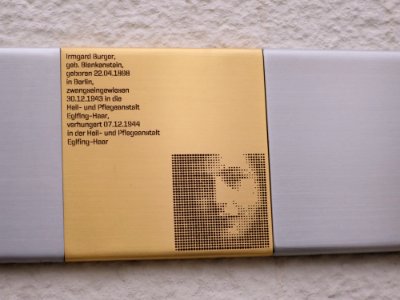 Irmgard Burger,
geb. Blankenstein,
geboren 22.04.1898
in Berlin,
zwangseingewiesen
30.12.1943 in die
Heil- und Pflegeanstalt
Eglfing-Haar,
verhungert 07.12.1944
in der Heil- und Pflegeanstalt
Eglfing-Haar